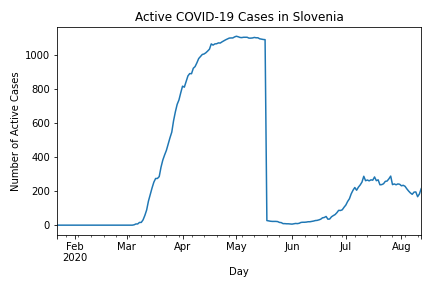 Active COVID-19 Cases in Slovenia
Number of Active Cases
1000
800
600
400
200
0
Feb Mar Apr May Jun Jul Aug
2020
Day